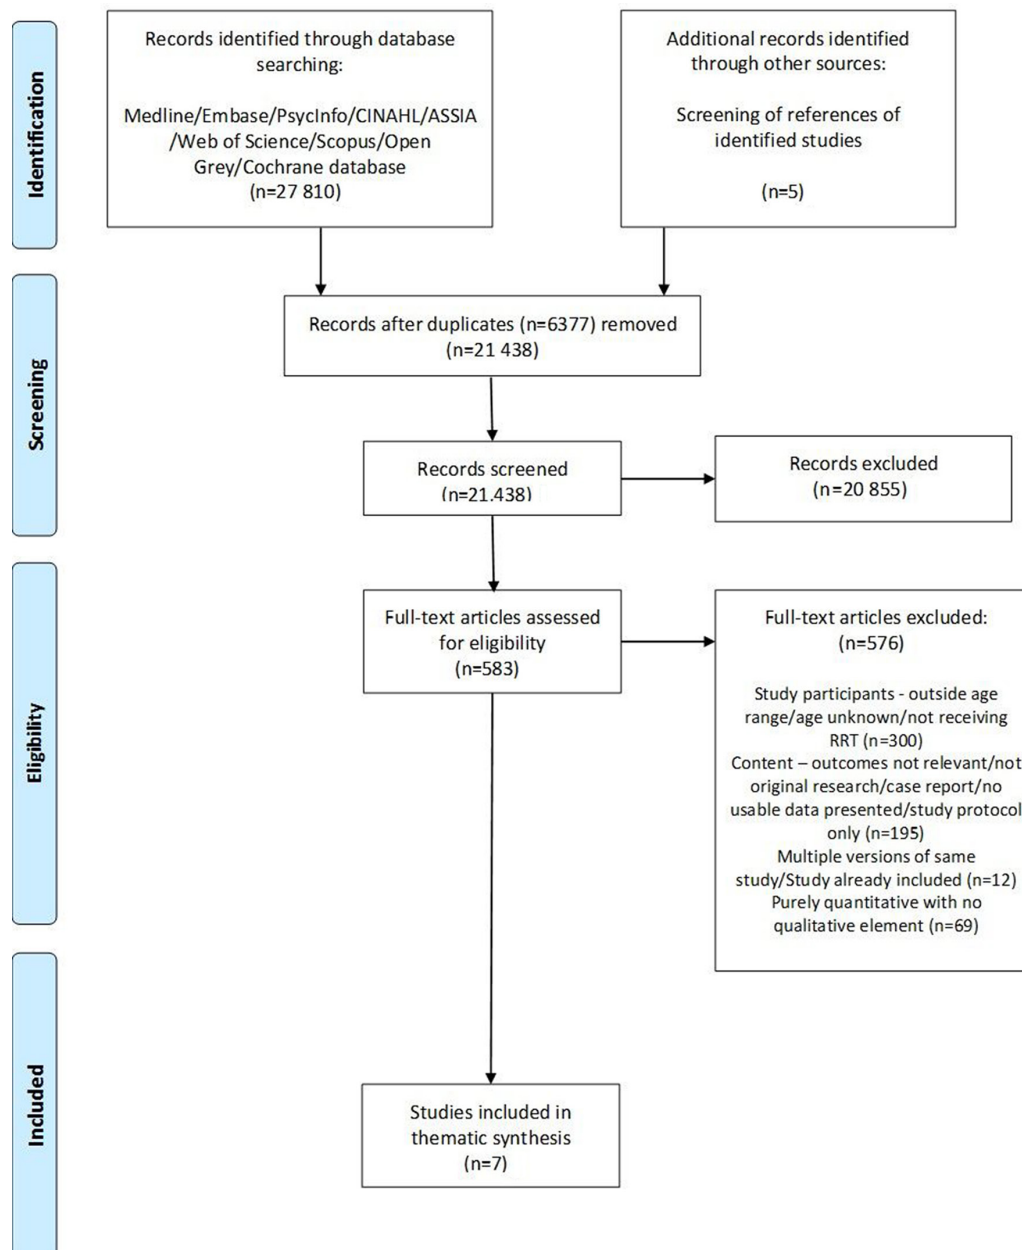 Identification
Records identified through database
searching:
Medline/Embase/PsycInfo/CINAHL/ASSIA
/Web of Science/Scopus/Open
Grey/Cochrane database
(n=27 810)
Additional records identified
through other sources:
Screening of references of
identified studies
(n=5)
Screening
Records after duplicates (n=6377) removed
(n=21 438)
Records screened
(n=21.438)
Records excluded
(n=20 855)
Eligibility
Full-text articles assessed
for eligibility
(n=583)
Full-text articles excluded:
(n=576)
Study participants - outside age
range/age unknown/not receiving
RRT (n=300)
Content – outcomes not relevant/not
original research/case report/no
usable data presented/study protocol
only (n=195)
Multiple versions of same
study/Study already included (n=12)
Purely quantitative with no
qualitative element (n=69)
Included
Studies included in
thematic synthesis
(n=7)